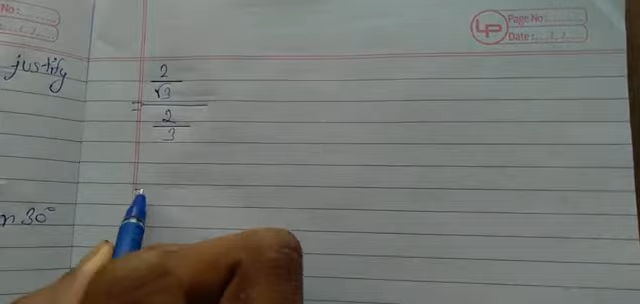 No:
LP Page No:
Date:
justify
2
√3
=
2
3
=
n 30°